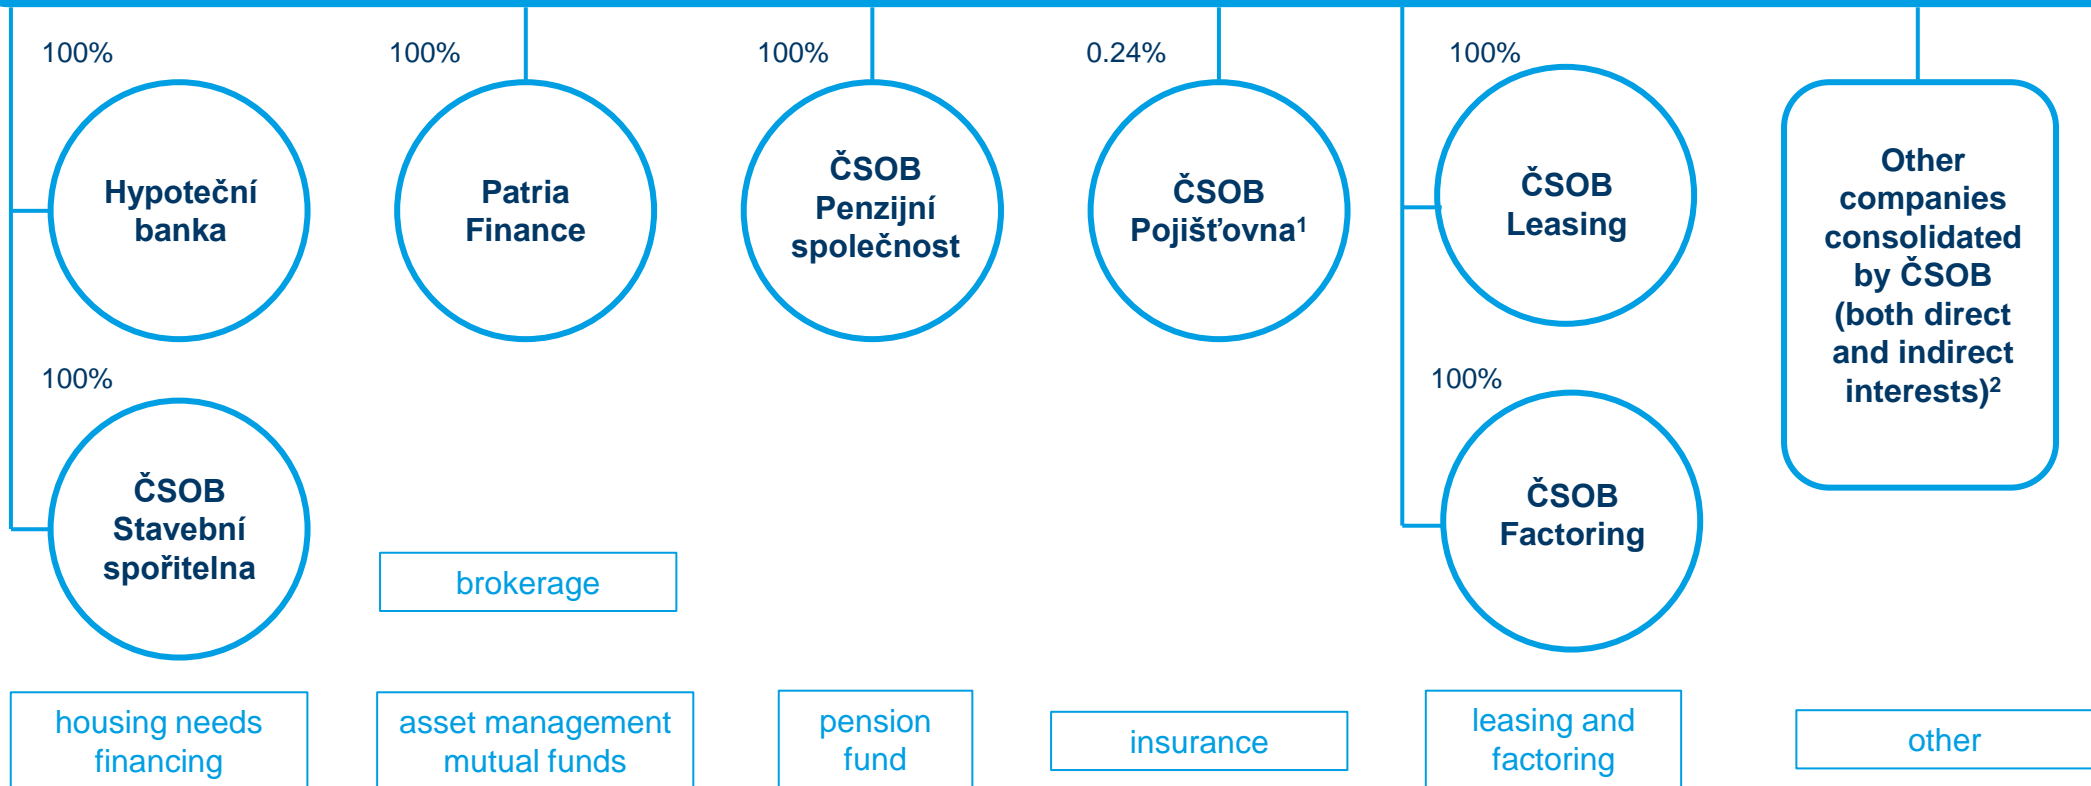 100%
100%
100%
0.24%
100%
Hypoteční
banka
Patria
Finance
ČSOB
Penzijní
společnost
ČSOB
Pojišťovna1
ČSOB
Leasing
Other
companies
consolidated
by ČSOB
(both direct
and indirect
interests)2
100%
100%
ČSOB
Stavební
spořitelna
ČSOB
Factoring
brokerage
housing needs
financing
asset management
mutual funds
pension
fund
insurance
leasing and
factoring
other